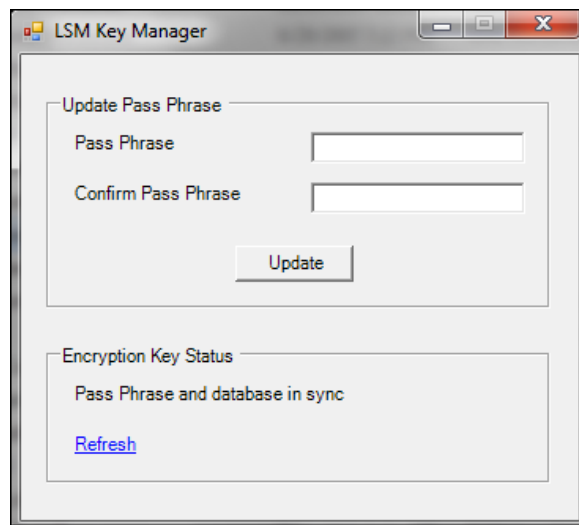 LSM Key Manager
Update Pass Phrase
Pass Phrase
Confirm Pass Phrase
Update
Encryption Key Status
Pass Phrase and database in sync
Refresh